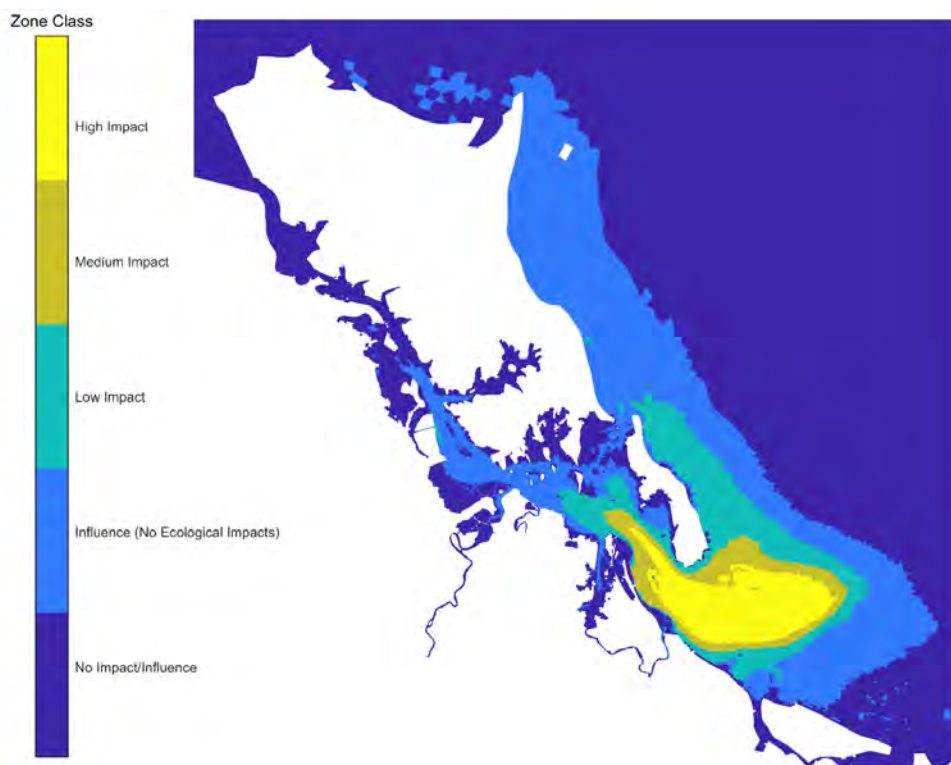 Zone Class
High Impact
Medium Impact
Low Impact
Influence (No Ecological Impacts)
No Impact/Influence